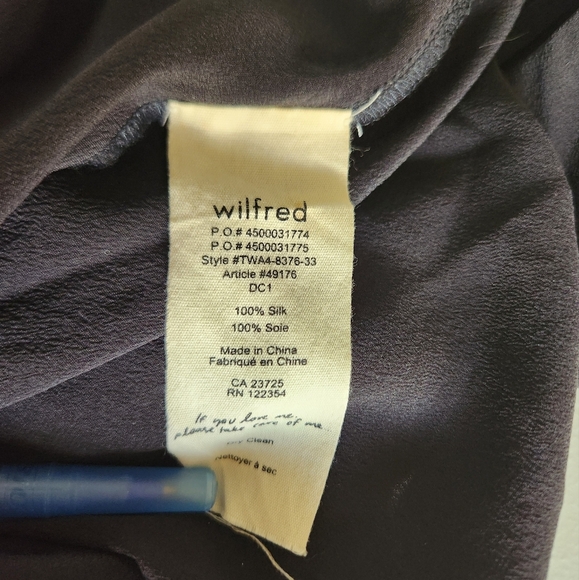 wilfred
P.O.# 4500031774
P.O.# 4500031775
Style #TWA4-8376-33
Article #49176
DC1
100% Silk
100% Soie
Made in China
Fabriqué en Chine
CA 23725
RN 122354
If you love me,
please take care of me.
Clean
Nettoyer à sec